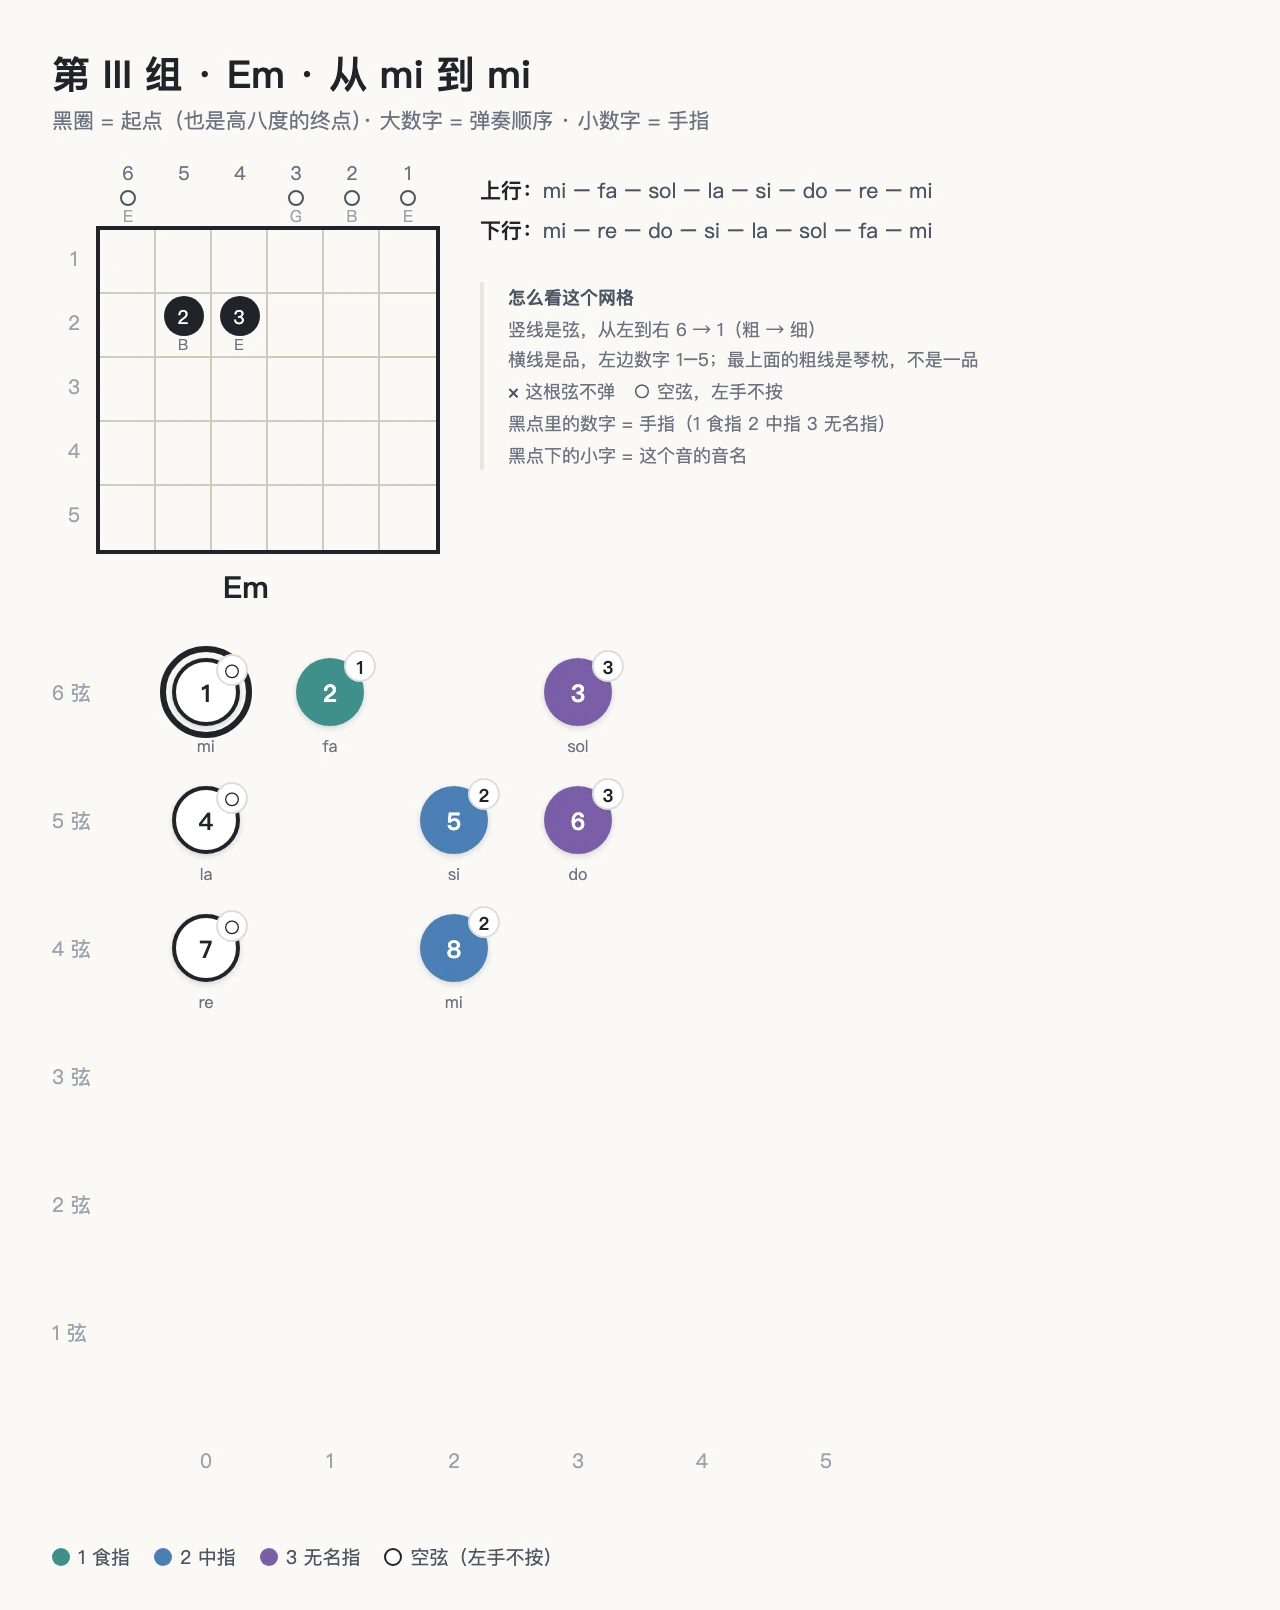 第 III 组 · Em · 从 mi 到 mi
黑圈 = 起点（也是高八度的终点）· 大数字 = 弹奏顺序 · 小数字 = 手指
6 5 4 3 2 1
E G B E
1
2
3
4
5
2 3
B E
Em
上行：mi — fa — sol — la — si — do — re — mi
下行：mi — re — do — si — la — sol — fa — mi
怎么看这个网格
竖线是弦，从左到右 6 → 1（粗 → 细）
横线是品，左边数字 1–5；最上面的粗线是琴枕，不是一品
× 这根弦不弹 ○ 空弦，左手不按
黑点里的数字 = 手指（1 食指 2 中指 3 无名指）
黑点下的小字 = 这个音的音名
6 弦 1 ○ 2 1 3 3
mi fa sol
5 弦 4 ○ 5 2 6 3
la si do
4 弦 7 ○ 8 2
re mi
3 弦
2 弦
1 弦
0 1 2 3 4 5
1 食指 2 中指 3 无名指 空弦（左手不按）